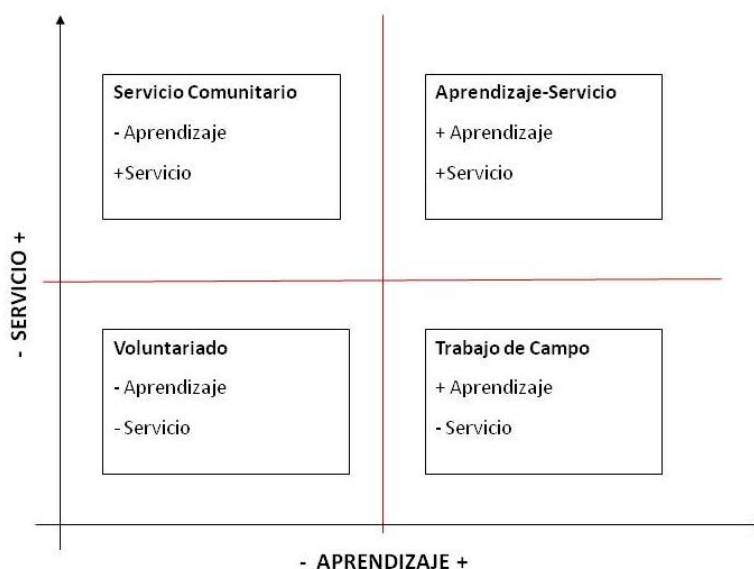 Servicio Comunitario
- Aprendizaje
+Servicio
Aprendizaje-Servicio
+ Aprendizaje
+Servicio
- SERVICIO +
Voluntariado
- Aprendizaje
- Servicio
Trabajo de Campo
+ Aprendizaje
- Servicio
- APRENDIZAJE +